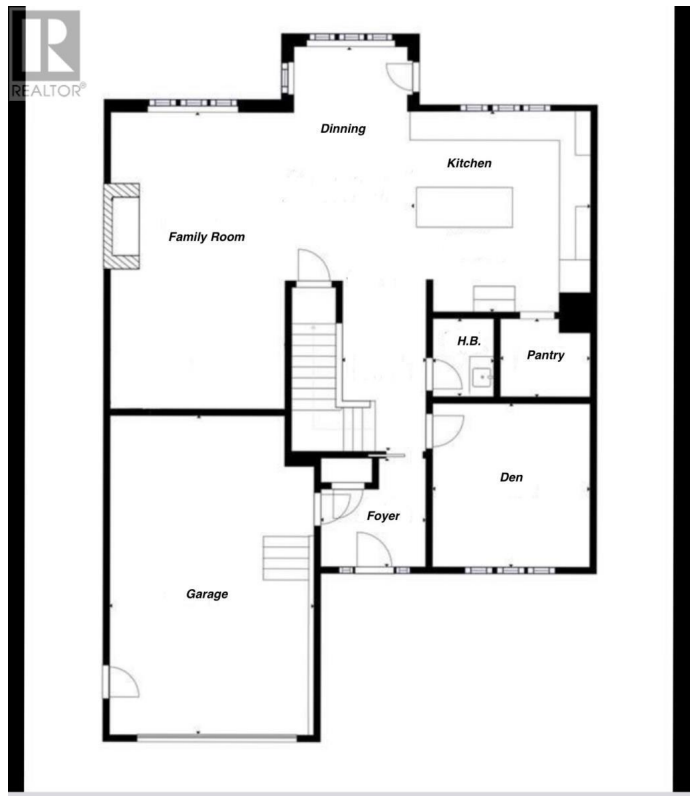 R
REALTOR®
Dinning
Kitchen
Family Room
H.B.
Pantry
Den
Foyer
Garage